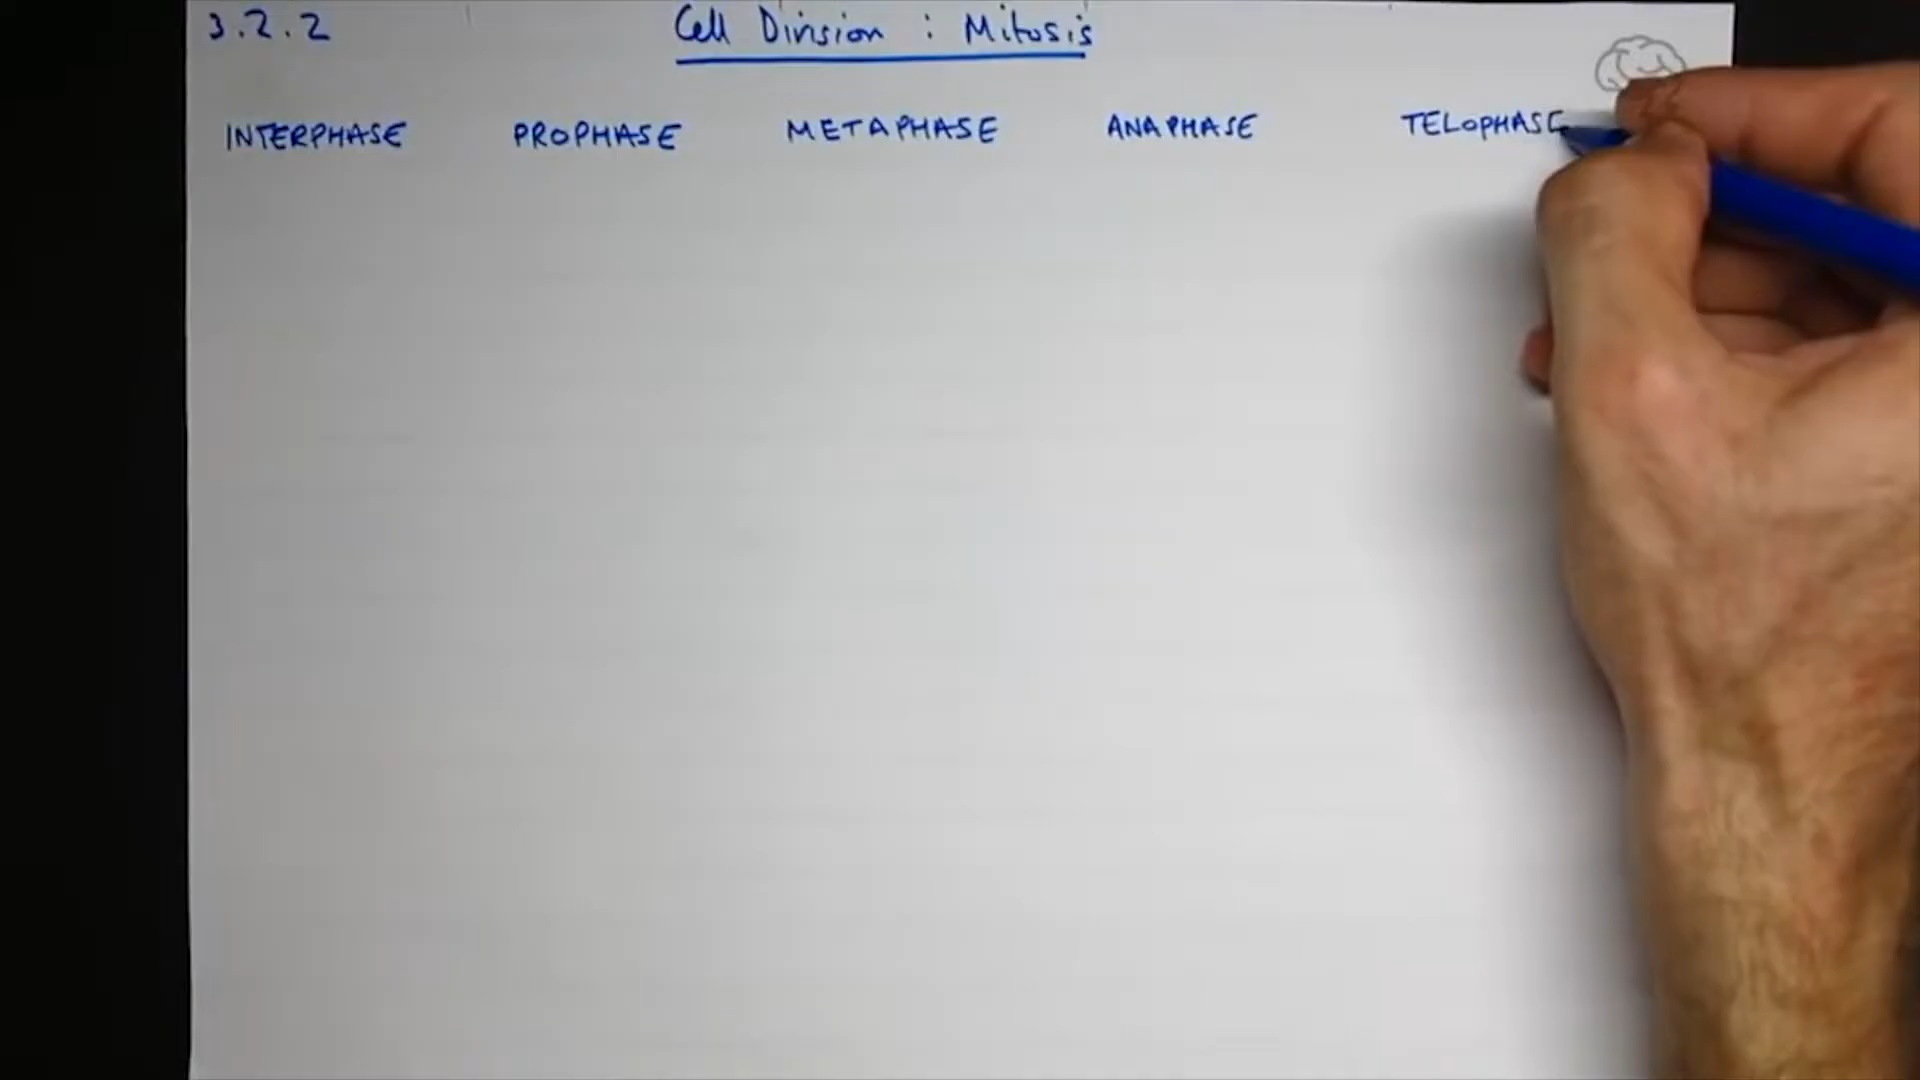 3.2.2 Cell Division : Mitosis
INTERPHASE PROPHASE METAPHASE ANAPHASE TELOPHASE